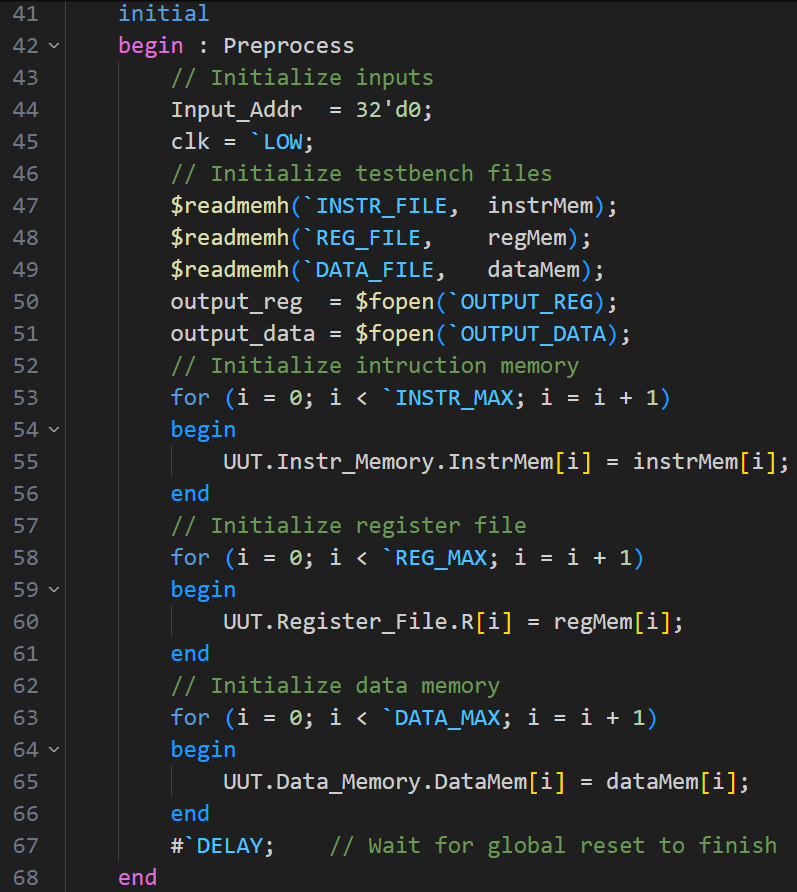 41 initial
42 begin : Preprocess
43 // Initialize inputs
44 Input_Addr  = 32'd0;
45 clk = `LOW;
46 // Initialize testbench files
47 $readmemh(`INSTR_FILE,  instrMem);
48 $readmemh(`REG_FILE,    regMem);
49 $readmemh(`DATA_FILE,   dataMem);
50 output_reg  = $fopen(`OUTPUT_REG);
51 output_data = $fopen(`OUTPUT_DATA);
52 // Initialize intruction memory
53 for (i = 0; i < `INSTR_MAX; i = i + 1)
54 begin
55 UUT.Instr_Memory.InstrMem[i] = instrMem[i];
56 end
57 // Initialize register file
58 for (i = 0; i < `REG_MAX; i = i + 1)
59 begin
60 UUT.Register_File.R[i] = regMem[i];
61 end
62 // Initialize data memory
63 for (i = 0; i < `DATA_MAX; i = i + 1)
64 begin
65 UUT.Data_Memory.DataMem[i] = dataMem[i];
66 end
67 #`DELAY;    // Wait for global reset to finish
68 end